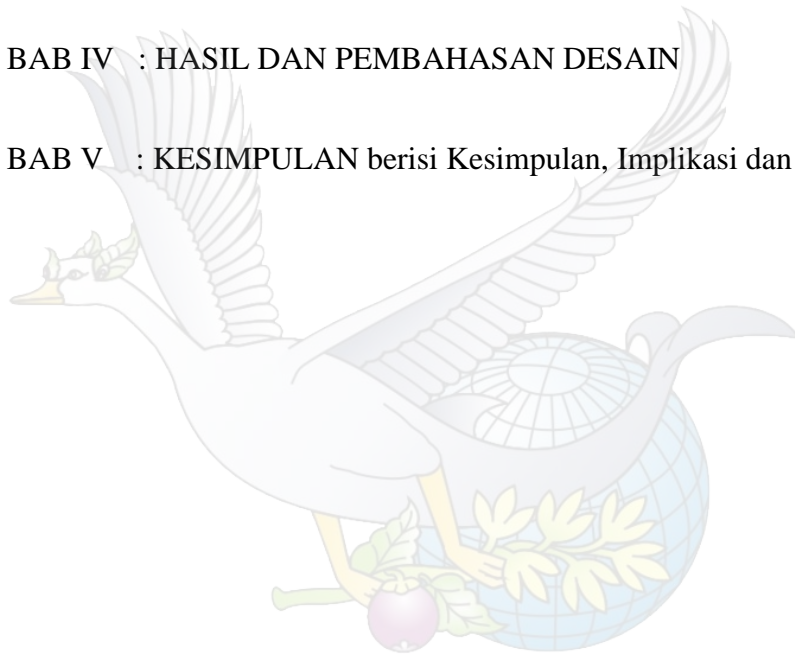 BAB IV : HASIL DAN PEMBAHASAN DESAIN
BAB V : KESIMPULAN berisi Kesimpulan, Implikasi dan